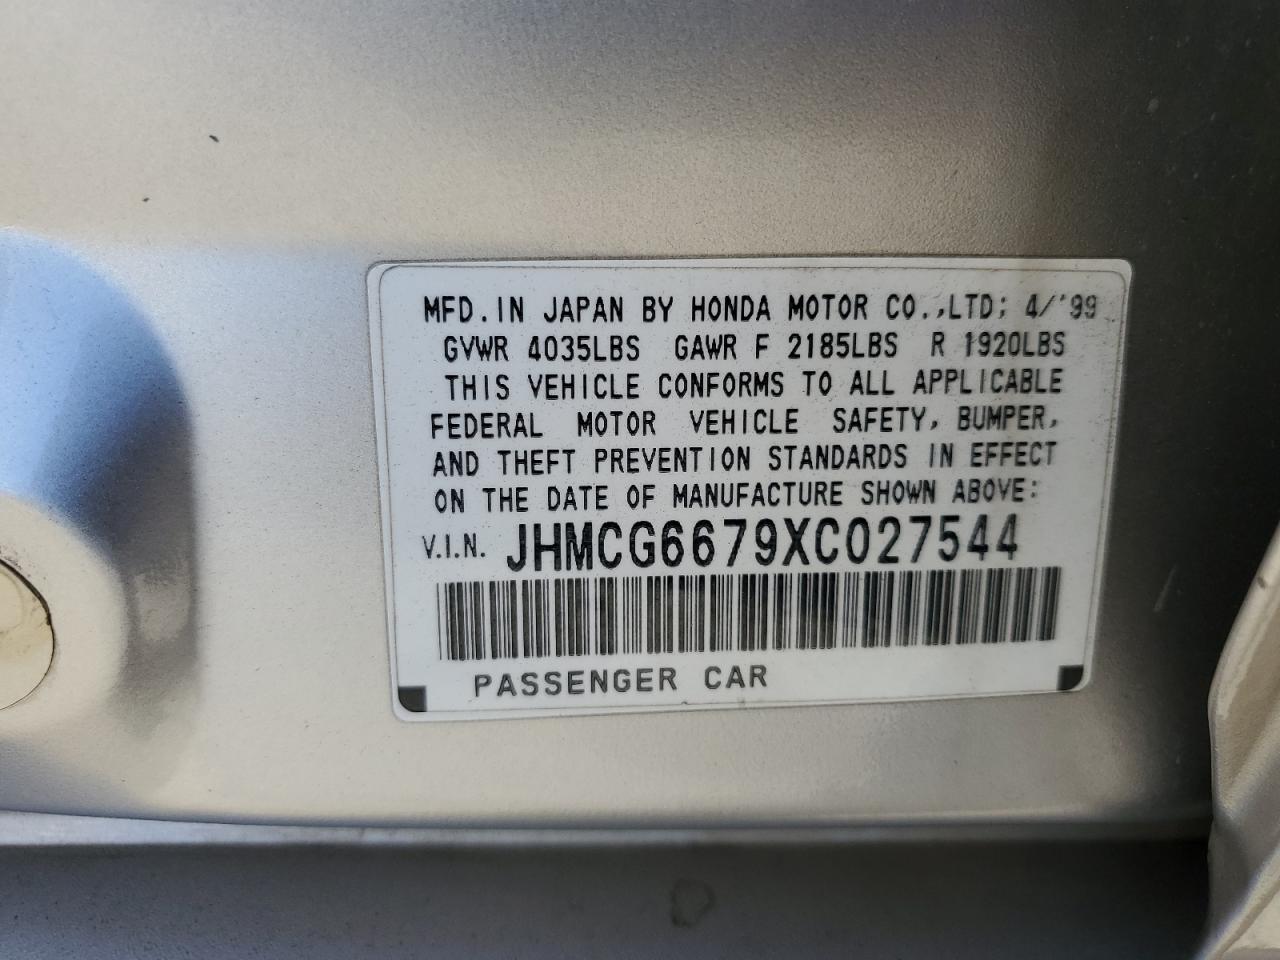 MFD. IN JAPAN BY HONDA MOTOR CO.,LTD; 4/'99
GVWR 4035LBS GAWR F 2185LBS R 1920LBS
THIS VEHICLE CONFORMS TO ALL APPLICABLE
FEDERAL MOTOR VEHICLE SAFETY, BUMPER,
AND THEFT PREVENTION STANDARDS IN EFFECT
ON THE DATE OF MANUFACTURE SHOWN ABOVE:
V.I.N. JHMCG6679XC027544
PASSENGER CAR